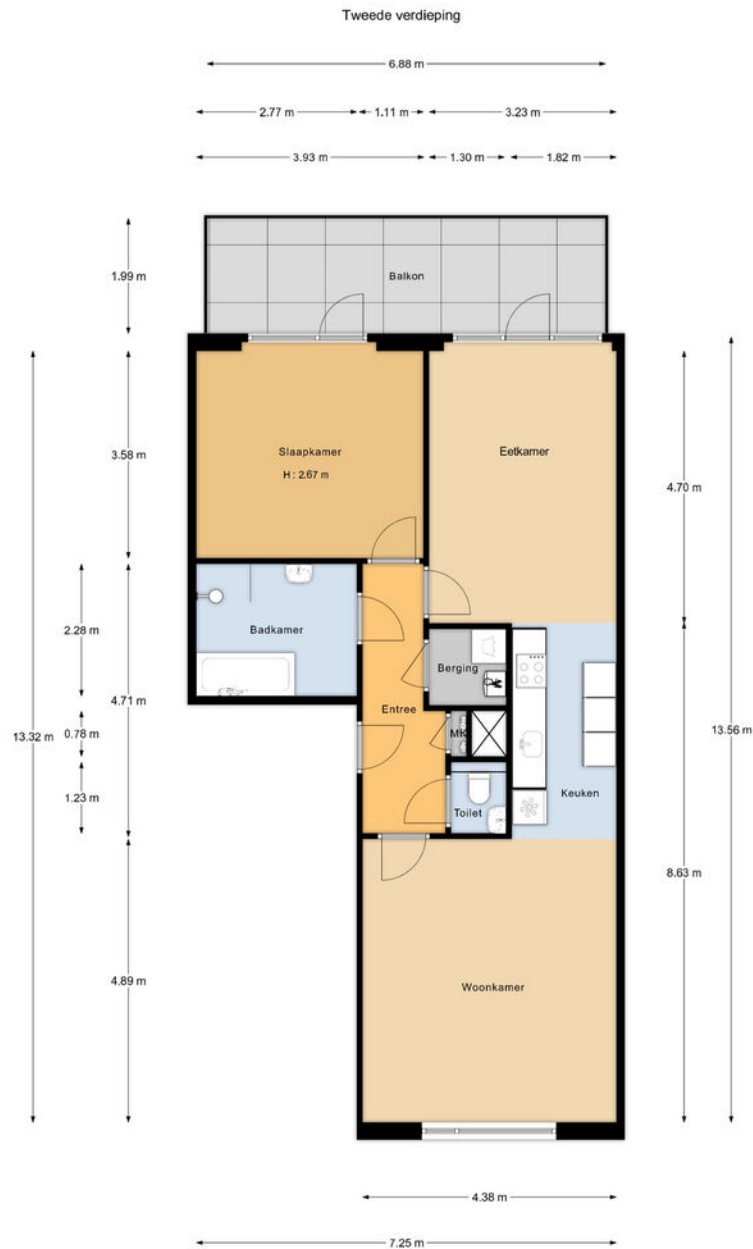 Tweede verdieping
6.88 m
2.77 m
1.11 m
3.23 m
3.93 m
1.30 m
1.82 m
1.99 m
Balkon
3.58 m
Slaapkamer
H : 2.67 m
Eetkamer
4.70 m
2.28 m
Badkamer
Berging
4.71 m
Entree
13.32 m
0.78 m
MK
13.56 m
1.23 m
Toilet
Keuken
8.63 m
4.89 m
Woonkamer
4.38 m
7.25 m